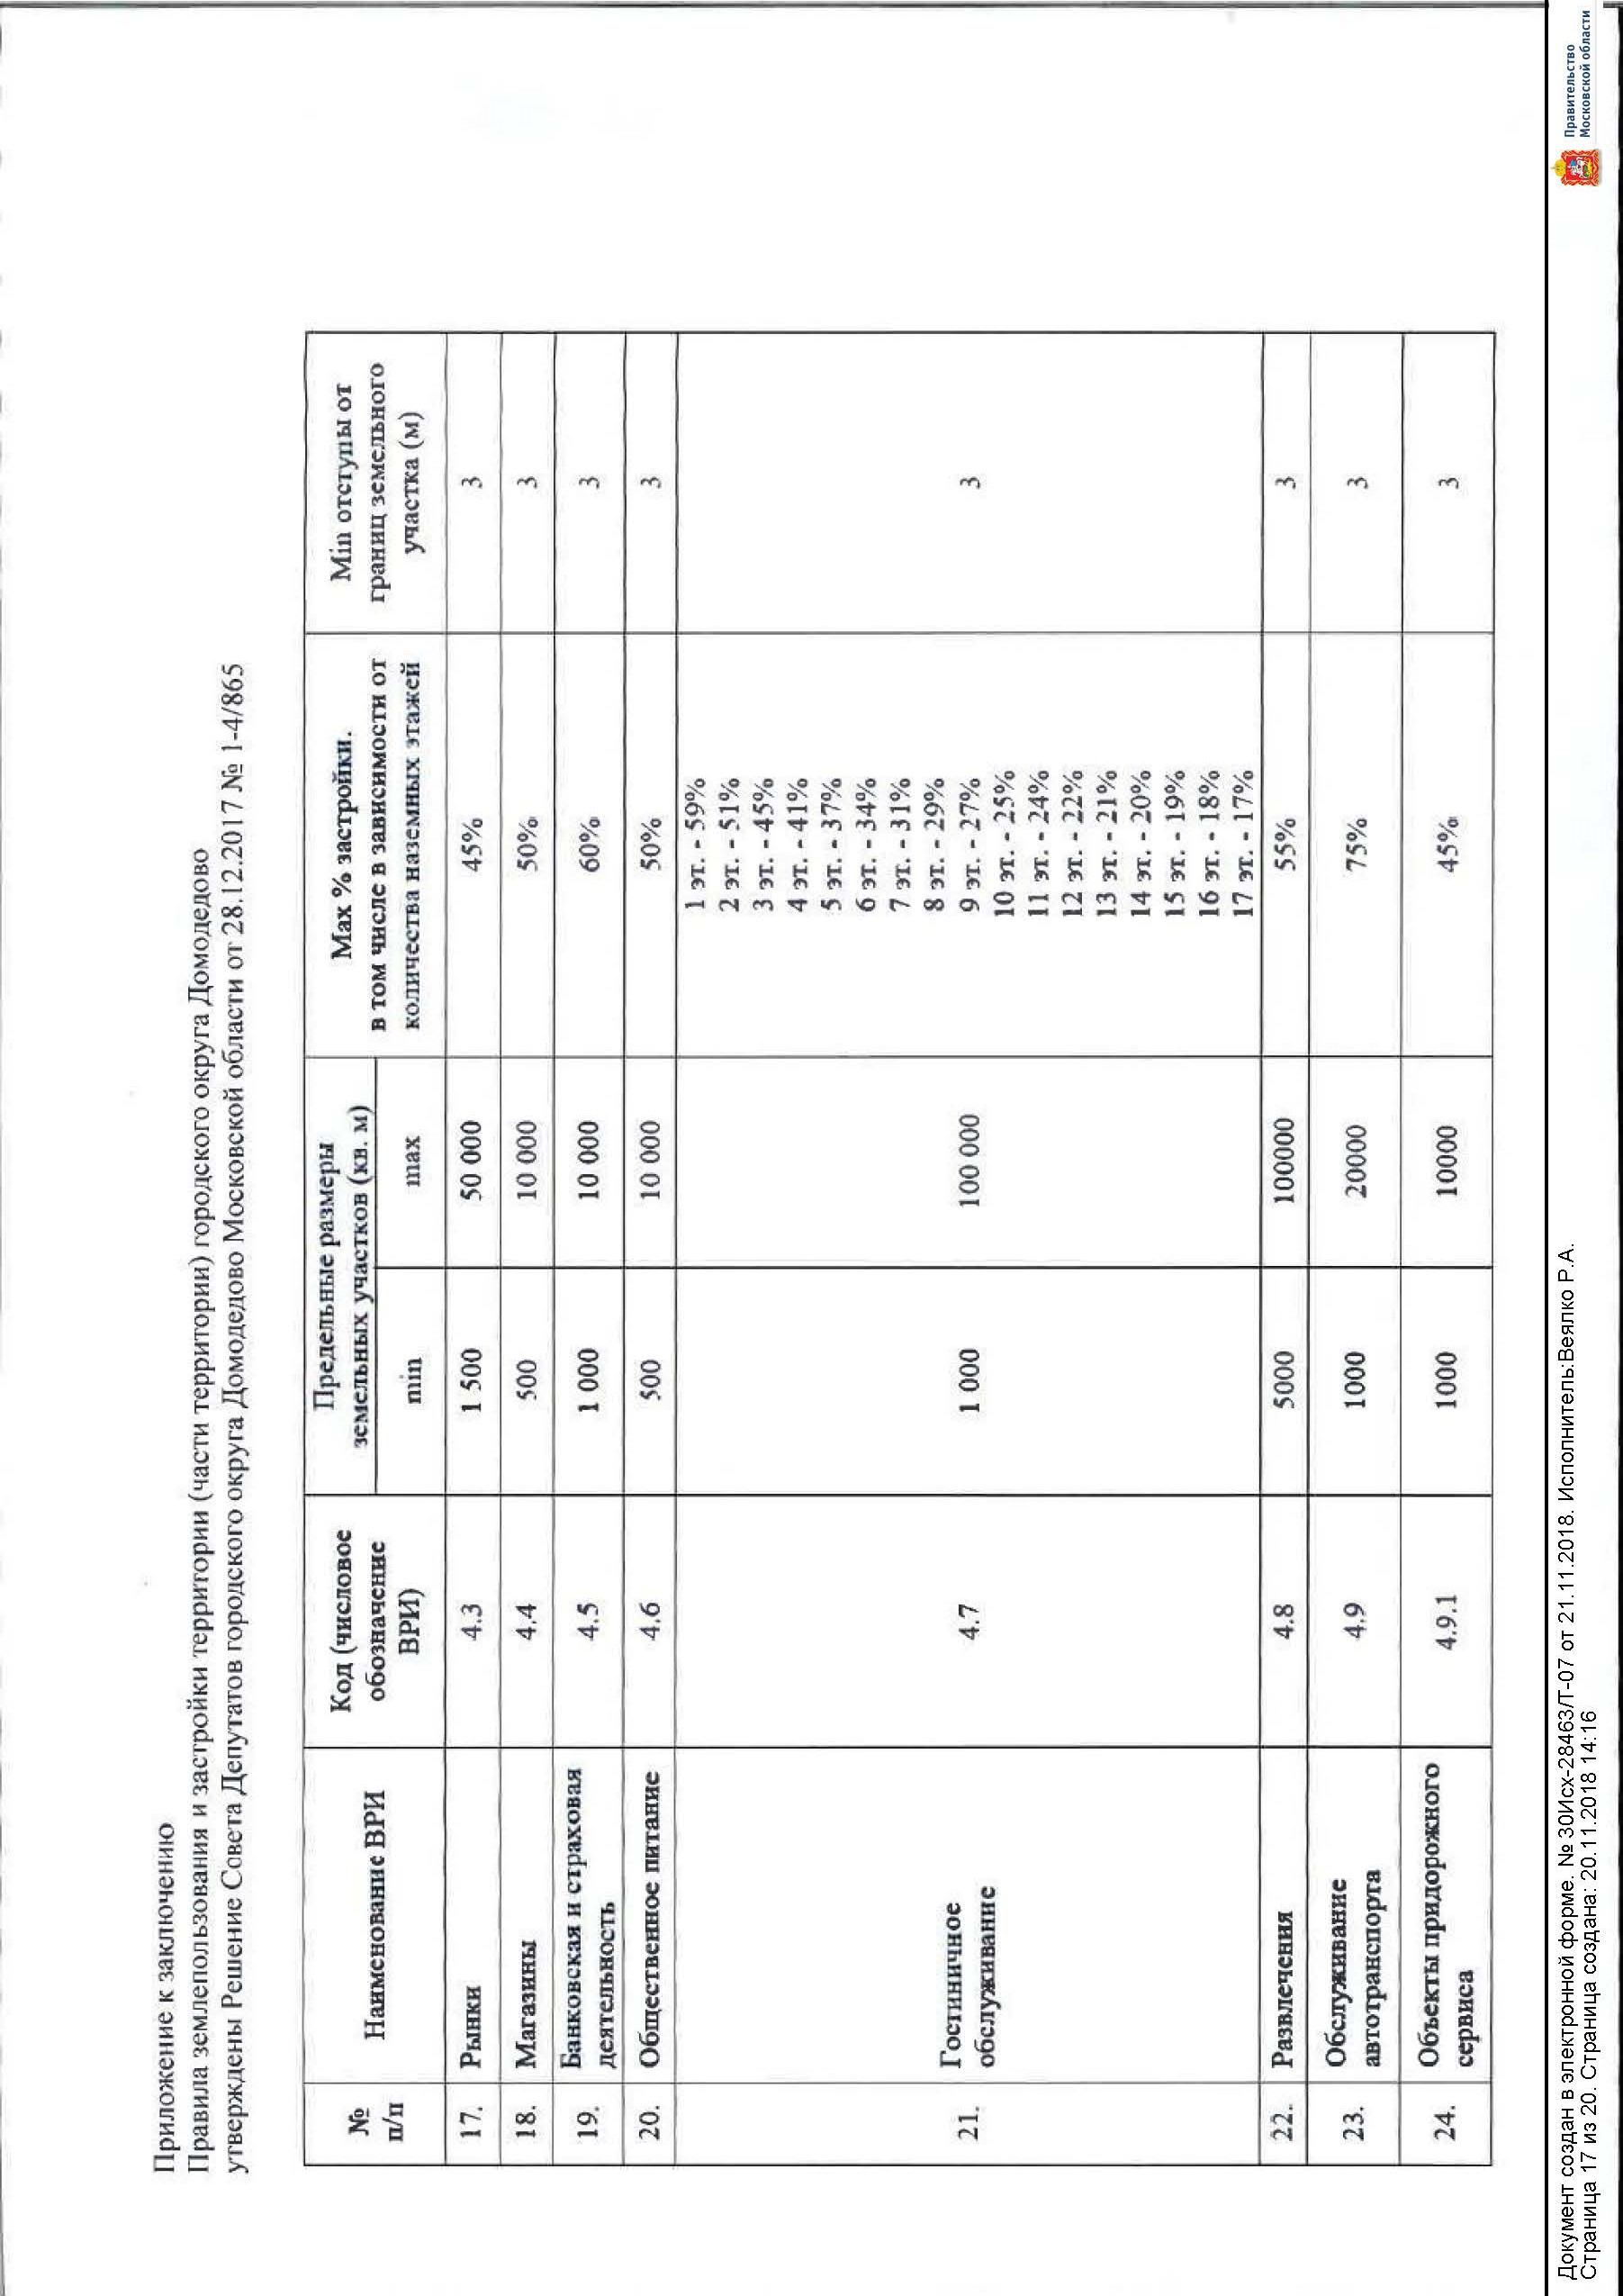 Приложение к заключению
Правила землепользования и застройки территории (части территории) городского округа Домодедово
утверждены Решение Совета Депутатов городского округа Домодедово Московской области от 28.12.2017 № 1-4/865
№ п/п
Наименование ВРИ
Код (числовое
обозначение
ВРИ)
Предельные размеры
земельных участков (кв. м)
min
max
Max % застройки.
в том числе в зависимости от
количества наземных этажей
Min отступы от
границ земельного
участка (м)
17. Рынки 4.3 1 500 50 000 45% 3
18. Магазины 4.4 500 10 000 50% 3
19. Банковская и страховая
деятельность 4.5 1 000 10 000 60% 3
20. Общественное питание 4.6 500 10 000 50% 3
21. Гостиничное
обслуживание 4.7 1 000 100 000
1 эт. - 59%
2 эт. - 51%
3 эт. - 45%
4 эт. - 41%
5 эт. - 37%
6 эт. - 34%
7 эт. - 31%
8 эт. - 29%
9 эт. - 27%
10 эт. - 25%
11 эт. - 24%
12 эт. - 22%
13 эт. - 21%
14 эт. - 20%
15 эт. - 19%
16 эт. - 18%
17 эт. - 17%
3
22. Развлечения 4.8 5000 100000 55% 3
23. Обслуживание
автотранспорта 4.9 1000 20000 75% 3
24. Объекты придорожного
сервиса 4.9.1 1000 10000 45% 3
Документ создан в электронной форме. № 30Исх-28463/Т-07 от 21.11.2018. Исполнитель:Веялко Р.А.
Страница 17 из 20. Страница создана: 20.11.2018 14:16
Правительство
Московской области